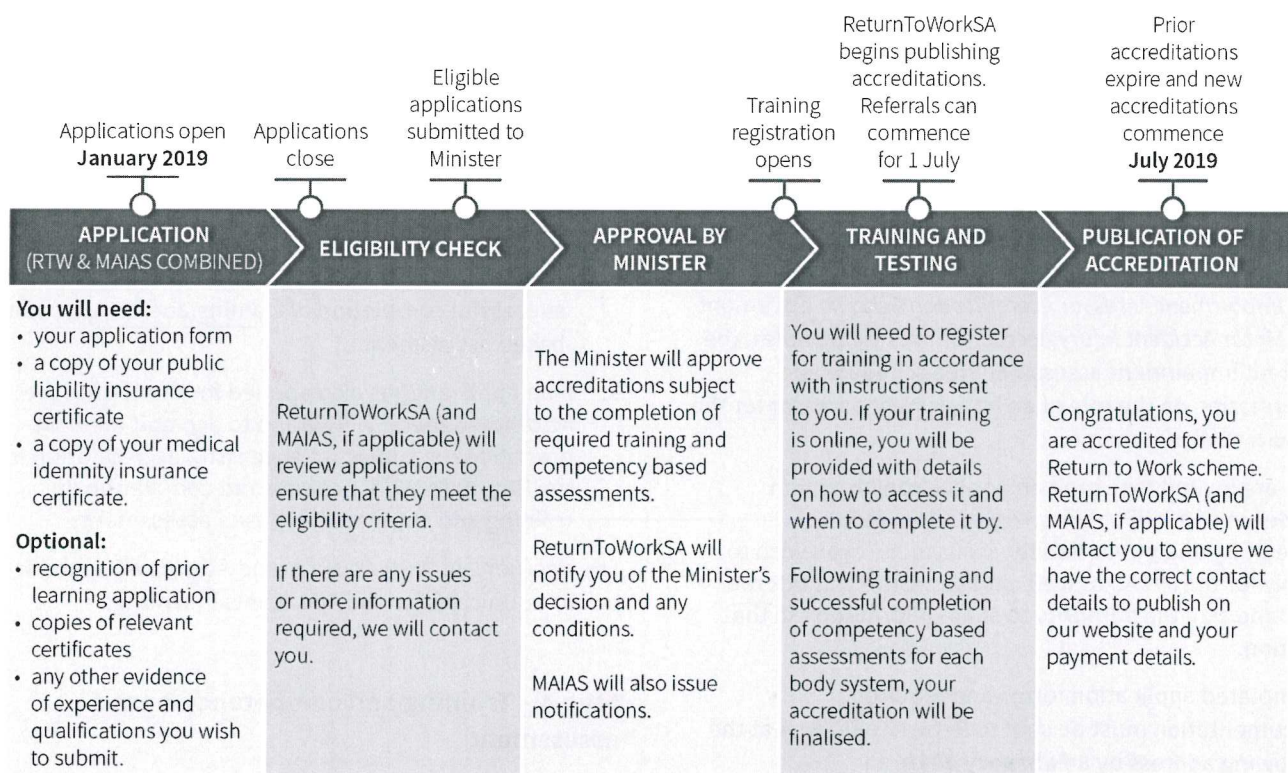 Applications open
January 2019
Applications
close
Eligible
applications
submitted to
Minister
Training
registration
opens
ReturnToWorkSA
begins publishing
accreditations.
Referrals can
commence
for 1 July
Prior
accreditations
expire and new
accreditations
commence
July 2019
APPLICATION
(RTW & MAIAS COMBINED)
ELIGIBILITY CHECK
APPROVAL BY
MINISTER
TRAINING AND
TESTING
PUBLICATION OF
ACCREDITATION
You will need:
• your application form
• a copy of your public
liability insurance
certificate
• a copy of your medical
idemnity insurance
certificate.
Optional:
• recognition of prior
learning application
• copies of relevant
certificates
• any other evidence
of experience and
qualifications you wish
to submit.
ReturnToWorkSA (and
MAIAS, if applicable) will
review applications to
ensure that they meet the
eligibility criteria.
If there are any issues
or more information
required, we will contact
you.
The Minister will approve
accreditations subject
to the completion of
required training and
competency based
assessments.
ReturnToWorkSA will
notify you of the Minister's
decision and any
conditions.
MAIAS will also issue
notifications.
You will need to register
for training in accordance
with instructions sent
to you. If your training
is online, you will be
provided with details
on how to access it and
when to complete it by.
Following training and
successful completion
of competency based
assessments for each
body system, your
accreditation will be
finalised.
Congratulations, you
are accredited for the
Return to Work scheme.
ReturnToWorkSA (and
MAIAS, if applicable) will
contact you to ensure we
have the correct contact
details to publish on
our website and your
payment details.